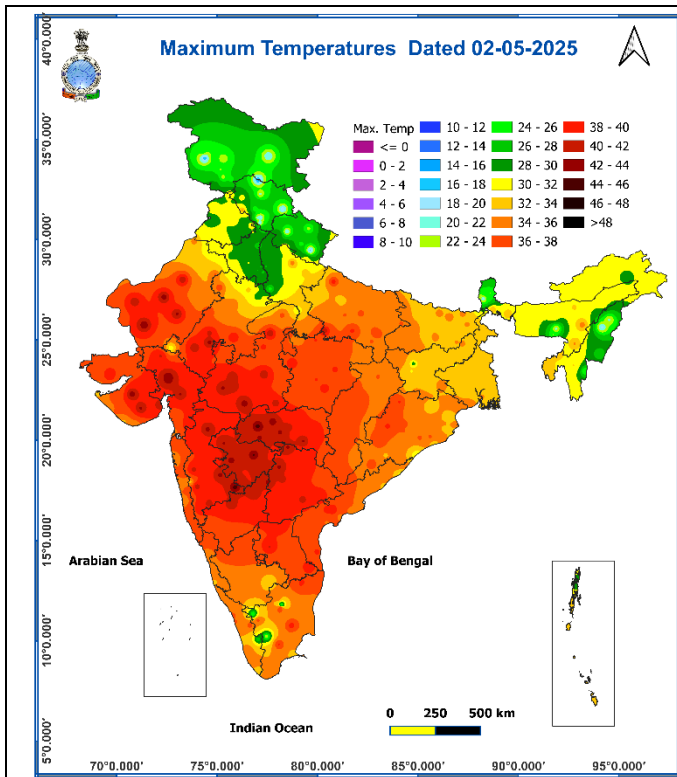 Maximum Temperatures Dated 02-05-2025
40°0.000'
35°0.000'
30°0.000'
25°0.000'
20°0.000'
15°0.000'
10°0.000'
5°0.000'
Max. Temp
<= 0
0 - 2
2 - 4
4 - 6
6 - 8
8 - 10
10 - 12
12 - 14
14 - 16
16 - 18
18 - 20
20 - 22
22 - 24
24 - 26
26 - 28
28 - 30
30 - 32
32 - 34
34 - 36
36 - 38
38 - 40
40 - 42
42 - 44
44 - 46
46 - 48
>48
Arabian Sea
Bay of Bengal
Indian Ocean
0 250 500 km
70°0.000' 75°0.000' 80°0.000' 85°0.000' 90°0.000' 95°0.000'